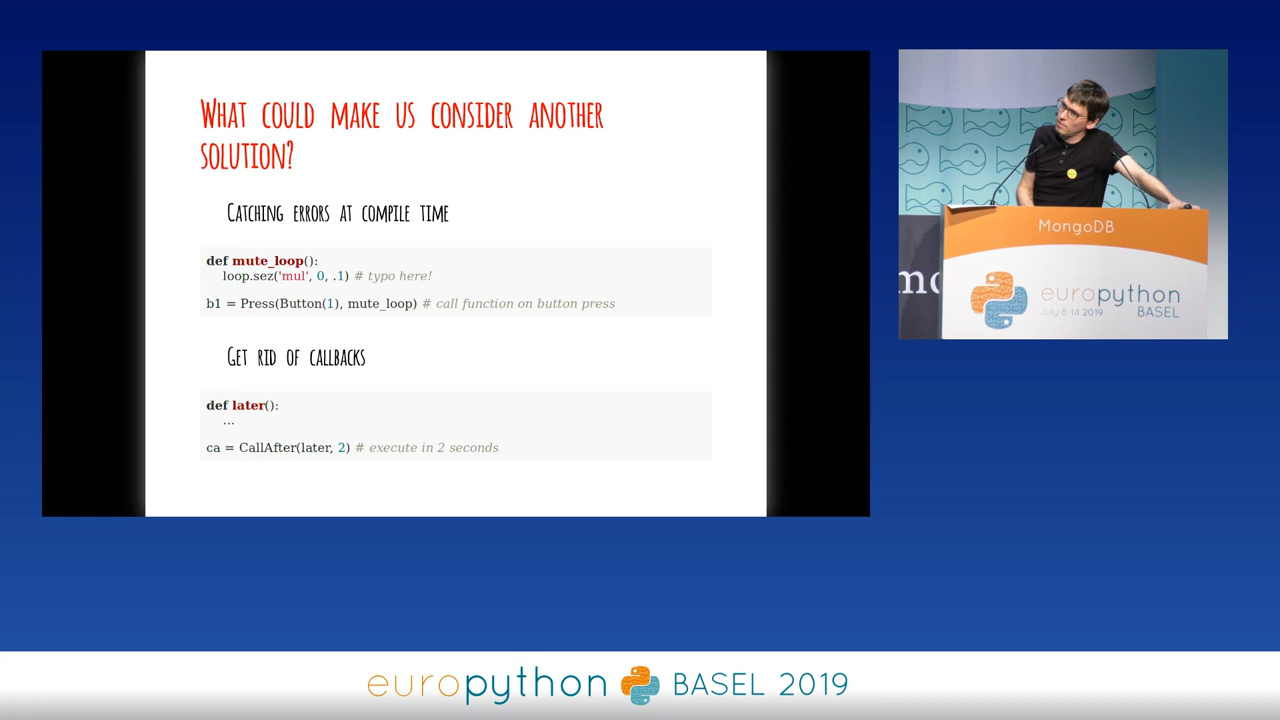 What could make us consider another
solution?
Catching errors at compile time
def mute_loop():
loop.sez('mul', 0, .1) # typo here!
b1 = Press(Button(1), mute_loop) # call function on button press
Get rid of callbacks
def later():
...
ca = CallAfter(later, 2) # execute in 2 seconds
MongoDB
mo
europython
July 8-14 2019
BASEL
europython BASEL 2019